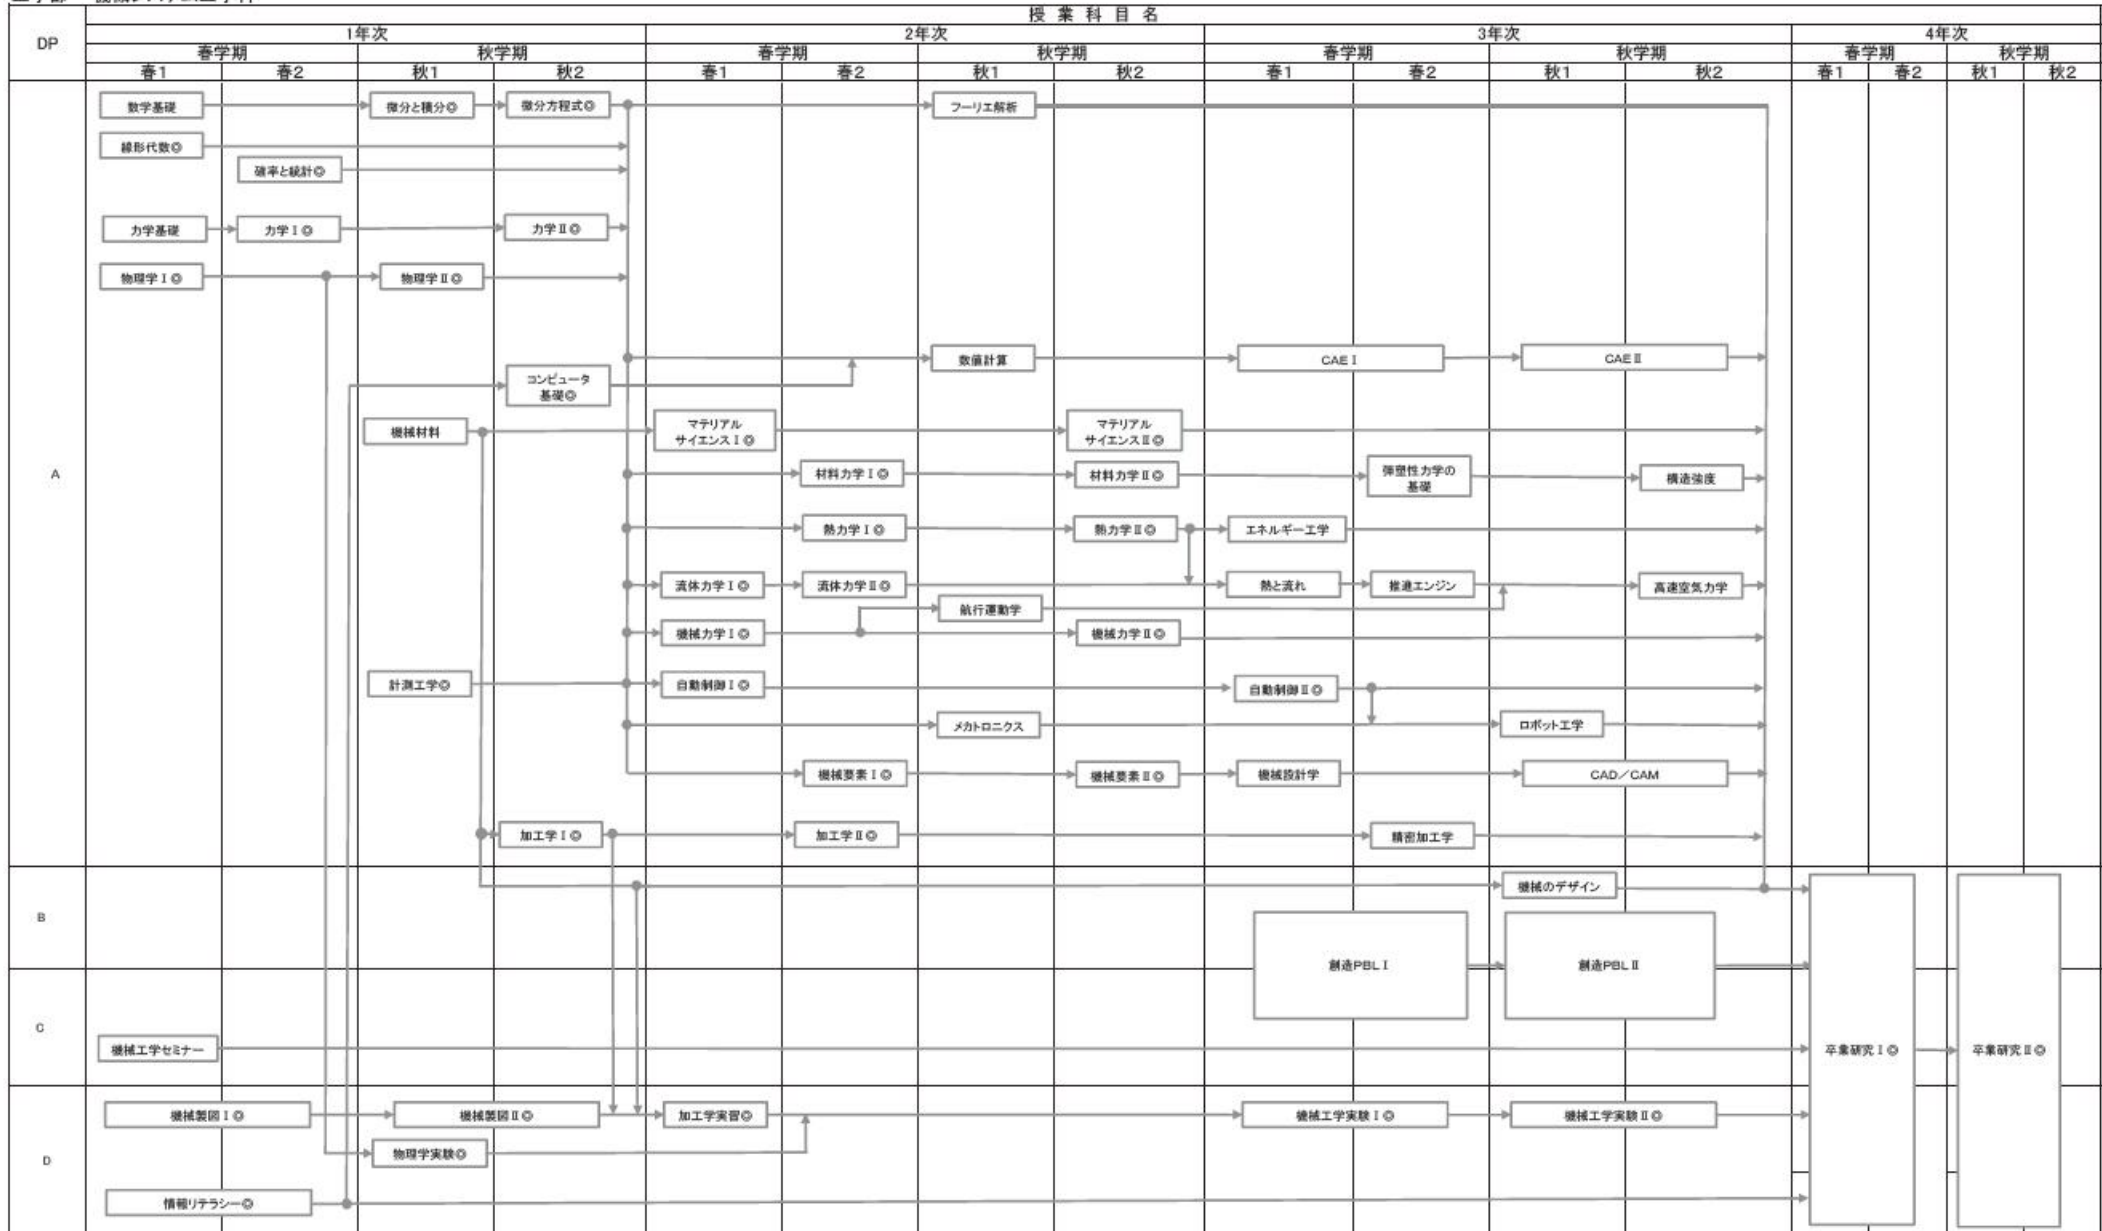 授業科目名
DP
1年次 2年次 3年次 4年次
春学期 秋学期 春学期 秋学期 春学期 秋学期 春学期 秋学期
春1 春2 秋1 秋2 春1 春2 秋1 秋2 春1 春2 秋1 秋2 春1 春2 秋1 秋2
数学基礎 微分と積分◎ 微分方程式◎ フーリエ解析
線形代数◎
確率と統計◎
力学基礎 力学Ⅰ◎ 力学Ⅱ◎
物理学Ⅰ◎ 物理学Ⅱ◎
数値計算 CAEⅠ CAEⅡ
コンピュータ
基礎◎
機械材料
マテリアル
サイエンスⅠ◎
マテリアル
サイエンスⅡ◎
A
材料力学Ⅰ◎ 材料力学Ⅱ◎
弾塑性力学の
基礎
構造強度
熱力学Ⅰ◎ 熱力学Ⅱ◎ エネルギー工学
流体力学Ⅰ◎ 流体力学Ⅱ◎ 熱と流れ 推進エンジン 高速空気力学
航行運動学
機械力学Ⅰ◎ 機械力学Ⅱ◎
計測工学◎ 自動制御Ⅰ◎ 自動制御Ⅱ◎
メカトロニクス ロボット工学
機械要素Ⅰ◎ 機械要素Ⅱ◎ 機械設計学 CAD/CAM
加工学Ⅰ◎ 加工学Ⅱ◎ 精密加工学
機械のデザイン
B
創造PBLⅠ 創造PBLⅡ
C
機械工学セミナー 卒業研究Ⅰ◎ 卒業研究Ⅱ◎
機械製図Ⅰ◎ 機械製図Ⅱ◎ 加工学実習◎ 機械工学実験Ⅰ◎ 機械工学実験Ⅱ◎
物理学実験◎
D
情報リテラシー◎